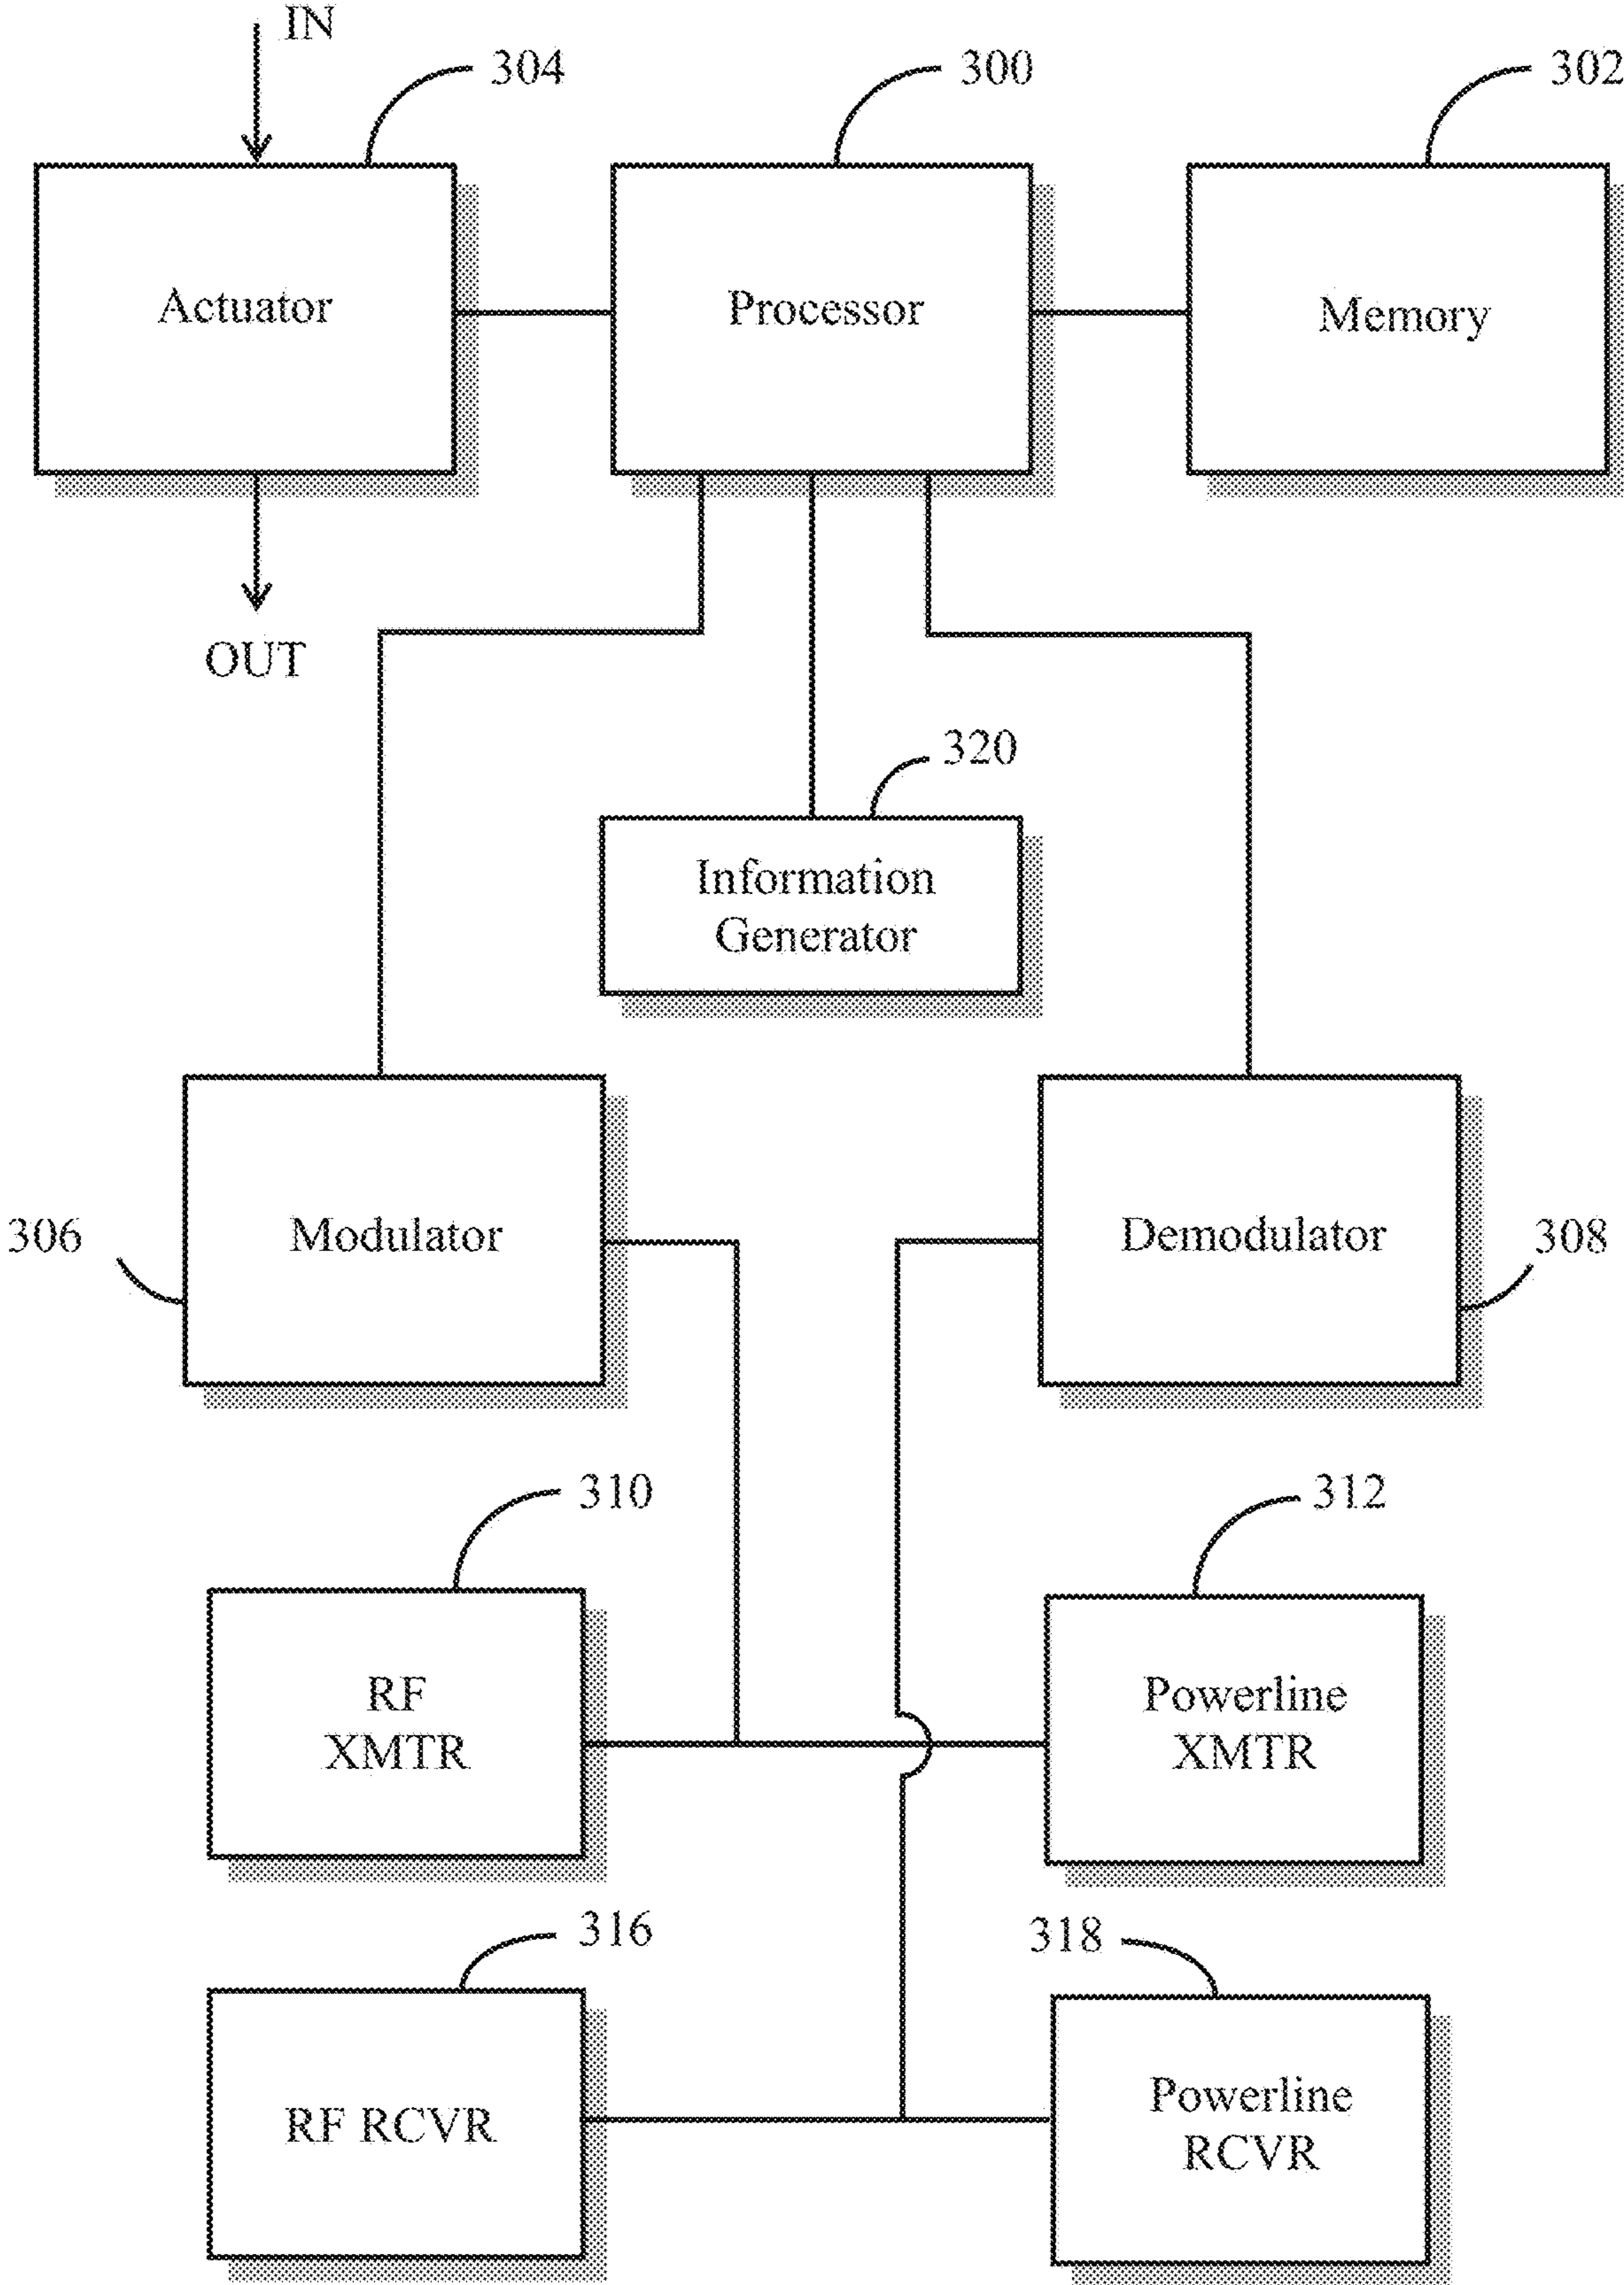 IN
304
300
302
Actuator
Processor
Memory
OUT
320
Information
Generator
306
Modulator
Demodulator
308
310
312
RF
XMTR
Powerline
XMTR
316
318
RF RCVR
Powerline
RCVR